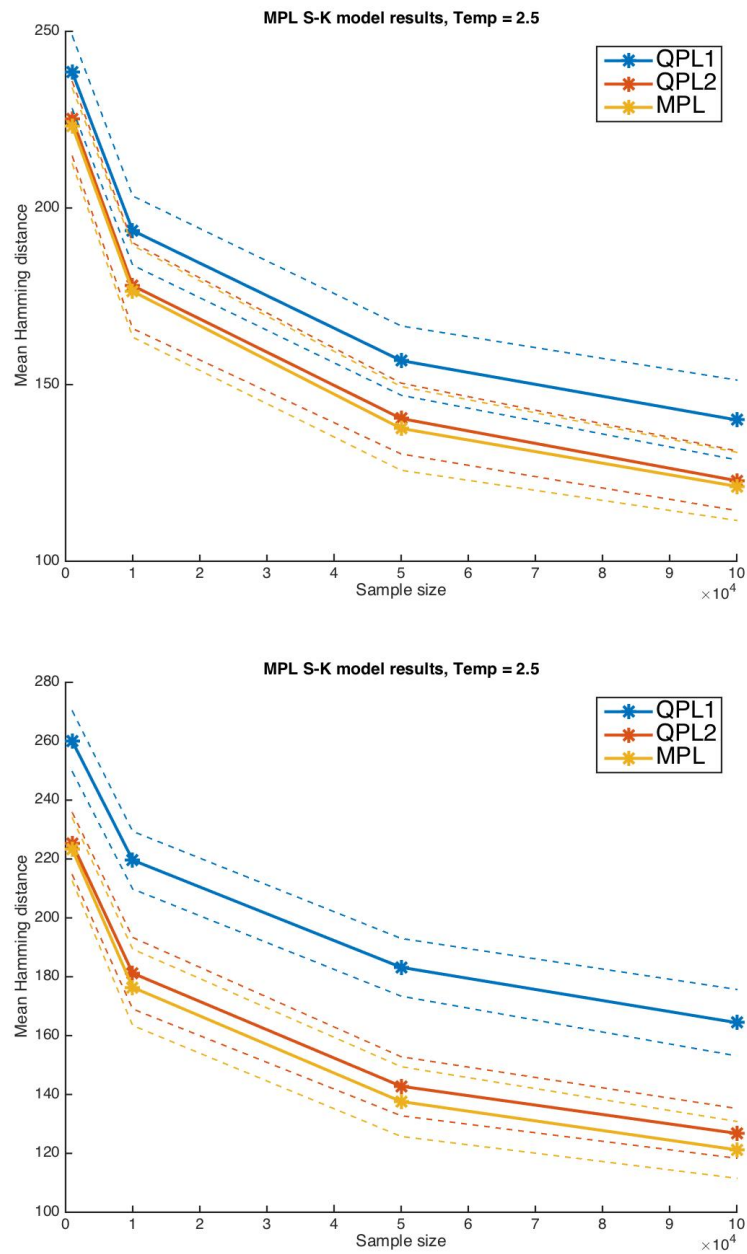 MPL S-K model results, Temp = 2.5
250
200
150
100
Mean Hamming distance
QPL1
QPL2
MPL
0 1 2 3 4 5 6 7 8 9 10
Sample size
×10^4
MPL S-K model results, Temp = 2.5
280
260
240
220
200
180
160
140
120
100
Mean Hamming distance
QPL1
QPL2
MPL
0 1 2 3 4 5 6 7 8 9 10
Sample size
×10^4